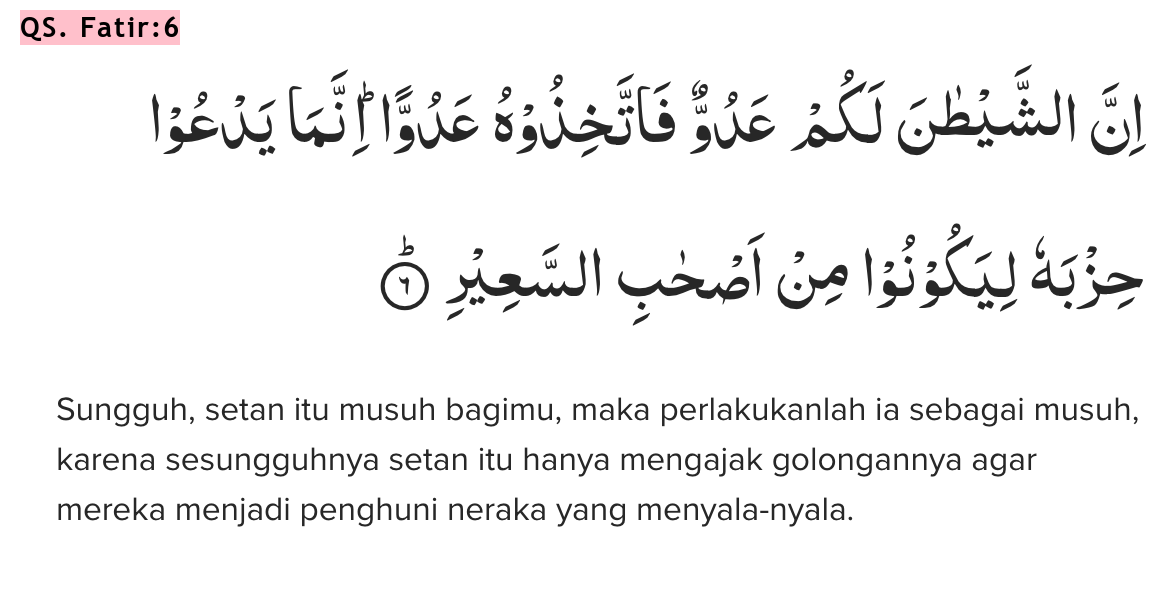 QS. Fatir:6
اِنَّ الشَّيْطٰنَ لَكُمْ عَدُوٌّ فَاتَّخِذُوْهُ عَدُوًّاۗ اِنَّمَا يَدْعُوْا
حِزْبَهٗ لِيَكُوْنُوْا مِنْ اَصْحٰبِ السَّعِيْرِۗ ٦
Sungguh, setan itu musuh bagimu, maka perlakukanlah ia sebagai musuh,
karena sesungguhnya setan itu hanya mengajak golongannya agar
mereka menjadi penghuni neraka yang menyala-nyala.